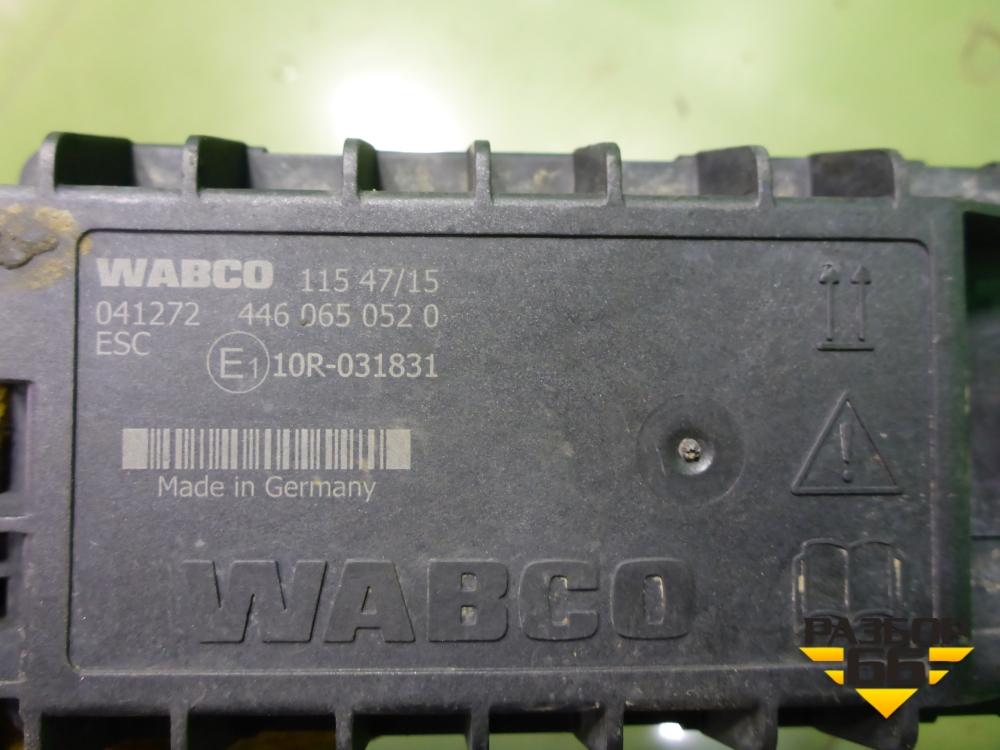 WABCO 115 47/15
041272 446 065 052 0
ESC
E1 10R-031831
Made in Germany
WABCO
РАЗБОР
66